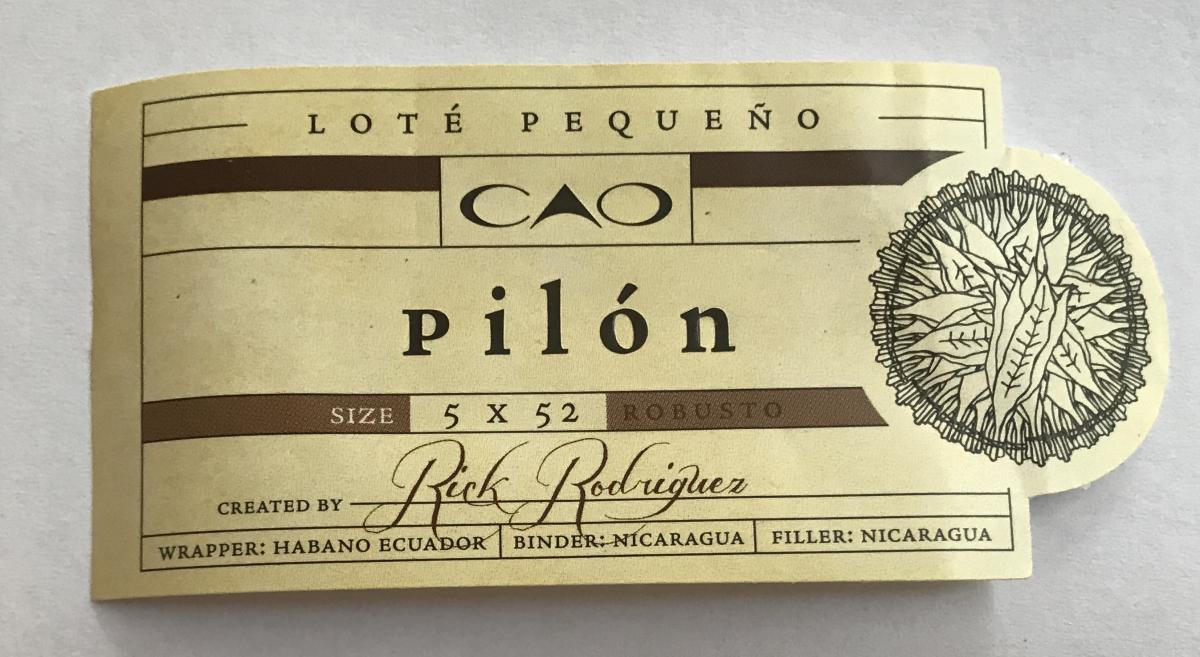 LOTÉ PEQUEÑO
CAO
Pilón
SIZE 5 X 52 ROBUSTO
CREATED BY Rick Rodriguez
WRAPPER: HABANO ECUADOR BINDER: NICARAGUA FILLER: NICARAGUA